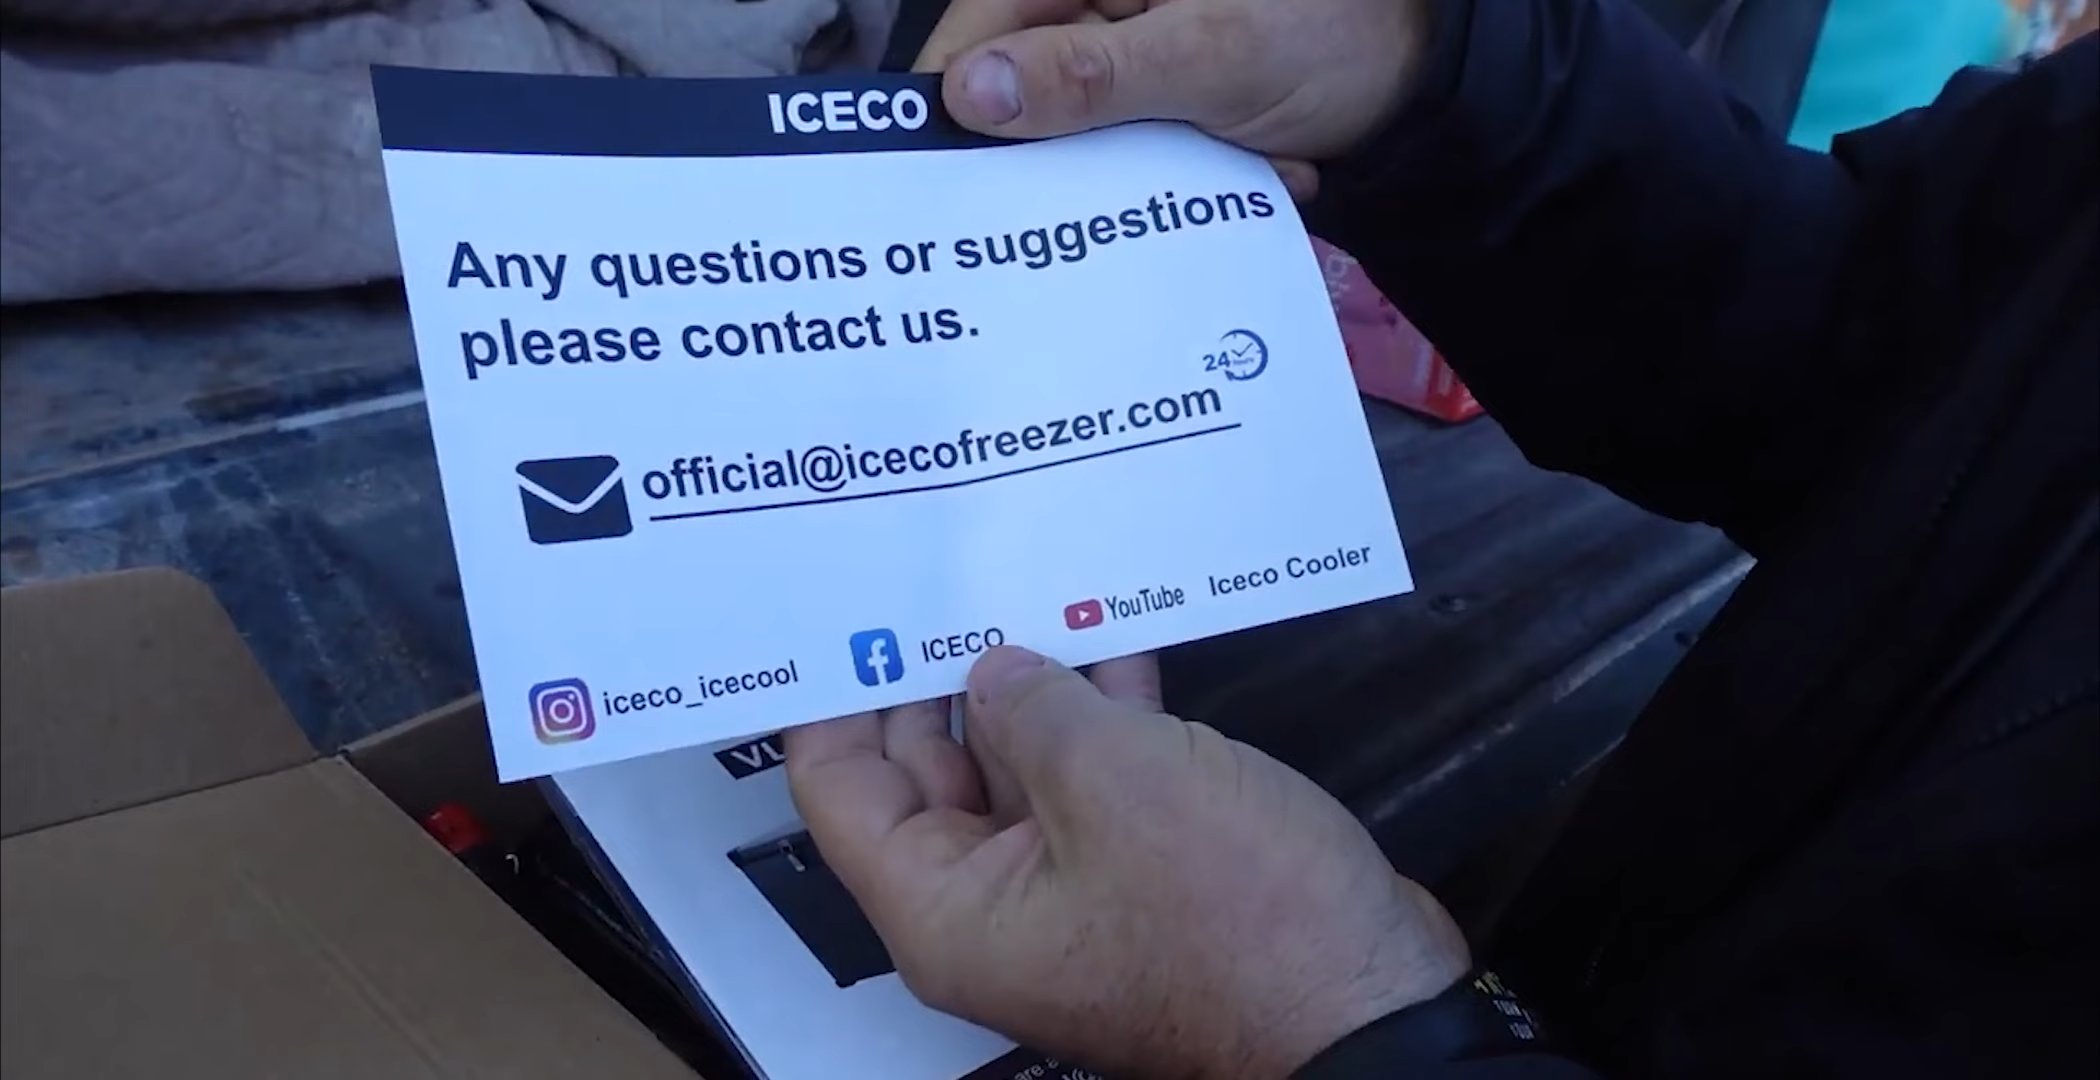 ICECO
Any questions or suggestions
please contact us.
24
official@icecofreezer.com
YouTube Iceco Cooler
ICECO
iceco_icecool